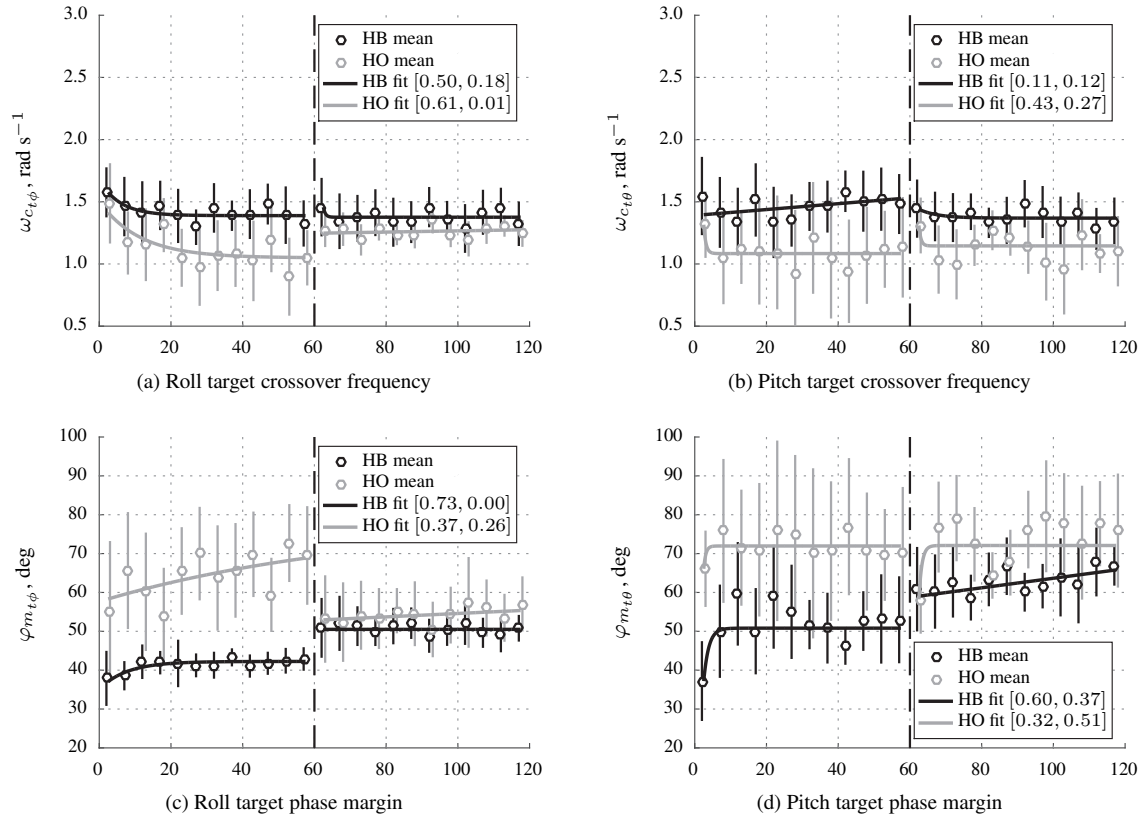 3.0
2.5
2.0
1.5
1.0
0.5
ω_{c_{tϕ}}, rad s^{−1}
HB mean
HO mean
HB fit [0.50, 0.18]
HO fit [0.61, 0.01]
0 20 40 60 80 100 120
(a) Roll target crossover frequency
3.0
2.5
2.0
1.5
1.0
0.5
ω_{c_{tθ}}, rad s^{−1}
HB mean
HO mean
HB fit [0.11, 0.12]
HO fit [0.43, 0.27]
0 20 40 60 80 100 120
(b) Pitch target crossover frequency
100
90
80
70
60
50
40
30
20
φ_{m_{tϕ}}, deg
HB mean
HO mean
HB fit [0.73, 0.00]
HO fit [0.37, 0.26]
0 20 40 60 80 100 120
(c) Roll target phase margin
100
90
80
70
60
50
40
30
20
φ_{m_{tθ}}, deg
HB mean
HO mean
HB fit [0.60, 0.37]
HO fit [0.32, 0.51]
0 20 40 60 80 100 120
(d) Pitch target phase margin